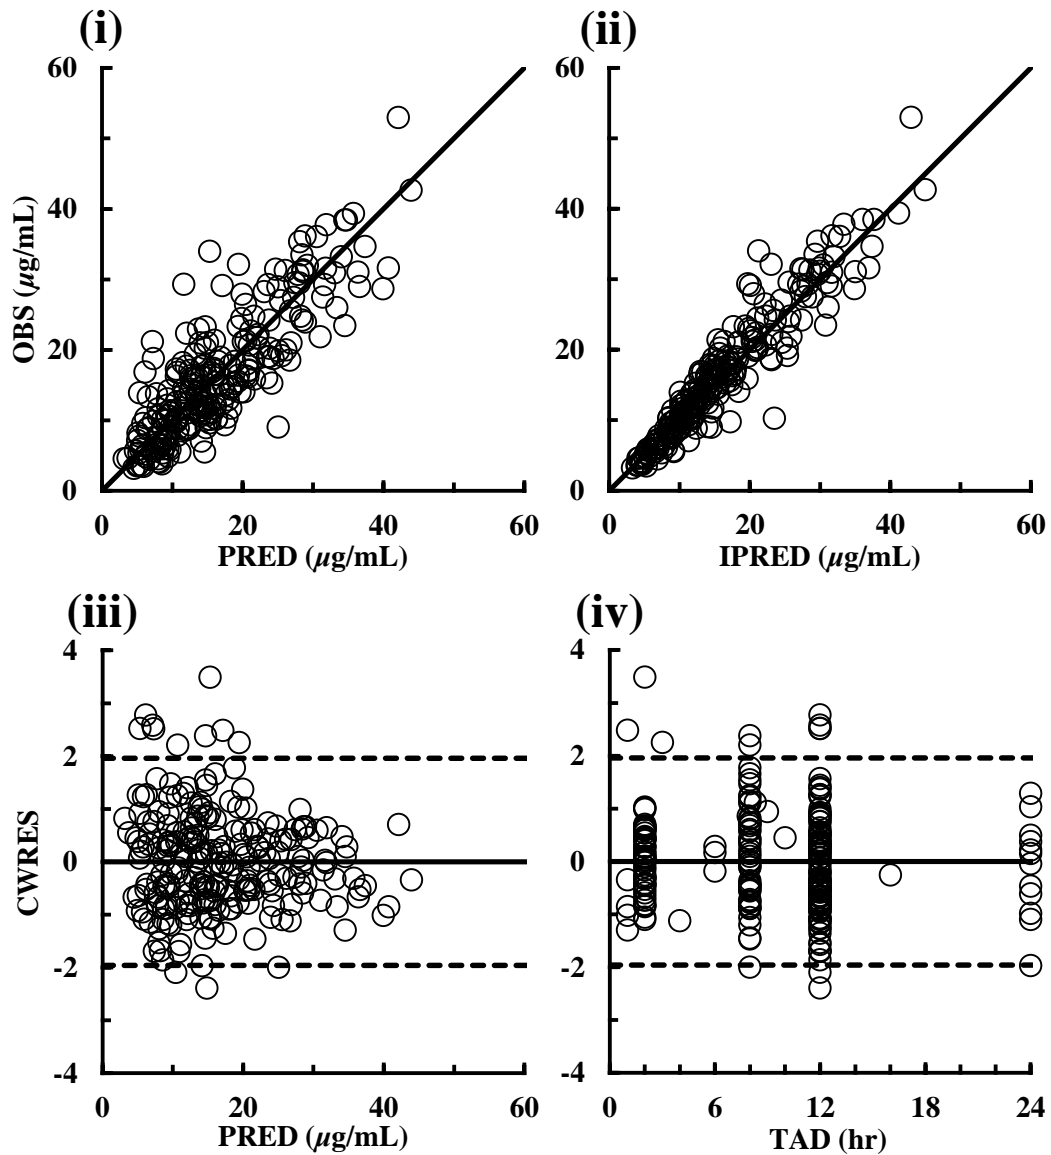 (i)
(ii)
60
40
20
0
OBS (µg/mL)
0 20 40 60
PRED (µg/mL)
60
40
20
0
0 20 40 60
IPRED (µg/mL)
(iii)
(iv)
4
2
0
-2
-4
CWRES
0 20 40 60
PRED (µg/mL)
4
2
0
-2
-4
0 6 12 18 24
TAD (hr)